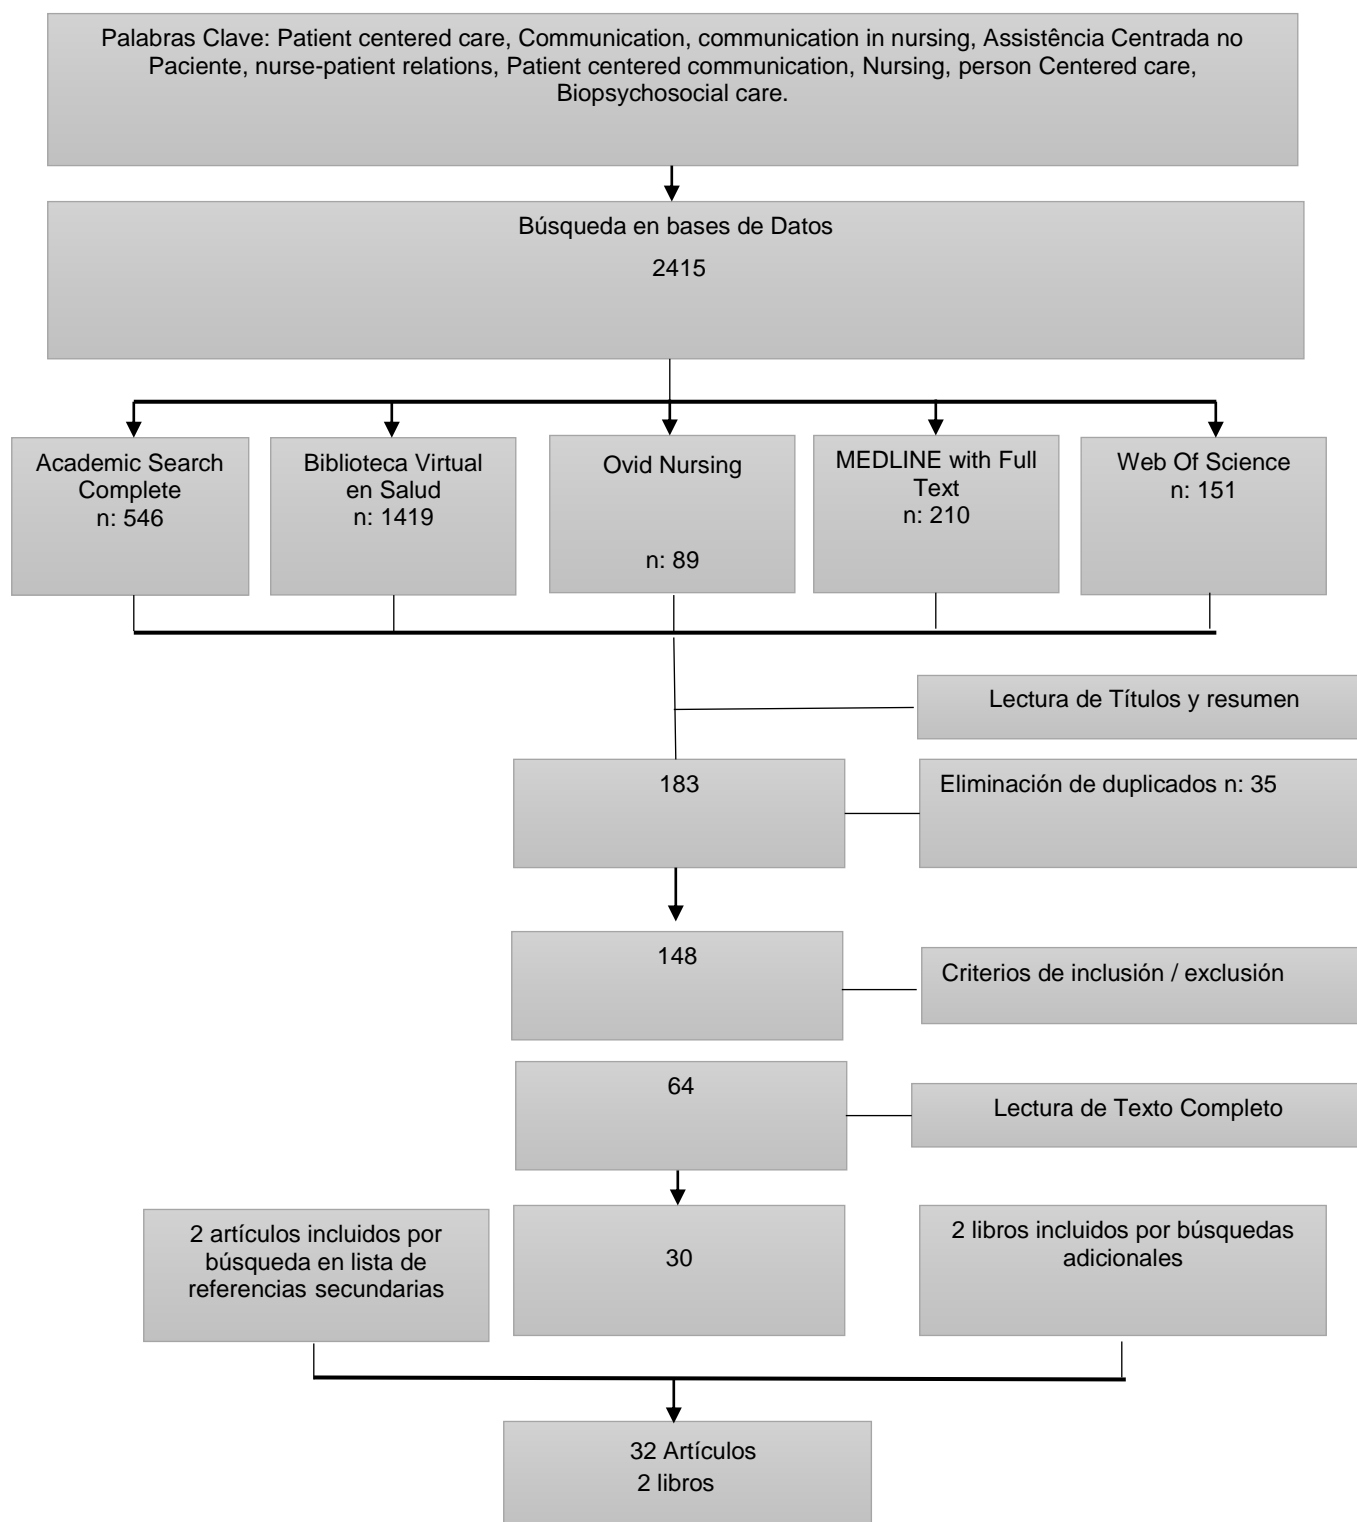 Palabras Clave: Patient centered care, Communication, communication in nursing, Assistência Centrada no
Paciente, nurse-patient relations, Patient centered communication, Nursing, person Centered care,
Biopsychosocial care.
Búsqueda en bases de Datos
2415
Academic Search
Complete
n: 546
Biblioteca Virtual
en Salud
n: 1419
Ovid Nursing
n: 89
MEDLINE with Full
Text
n: 210
Web Of Science
n: 151
Lectura de Títulos y resumen
183
Eliminación de duplicados n: 35
148
Criterios de inclusión / exclusión
64
Lectura de Texto Completo
2 artículos incluidos por
búsqueda en lista de
referencias secundarias
30
2 libros incluidos por búsquedas
adicionales
32 Artículos
2 libros